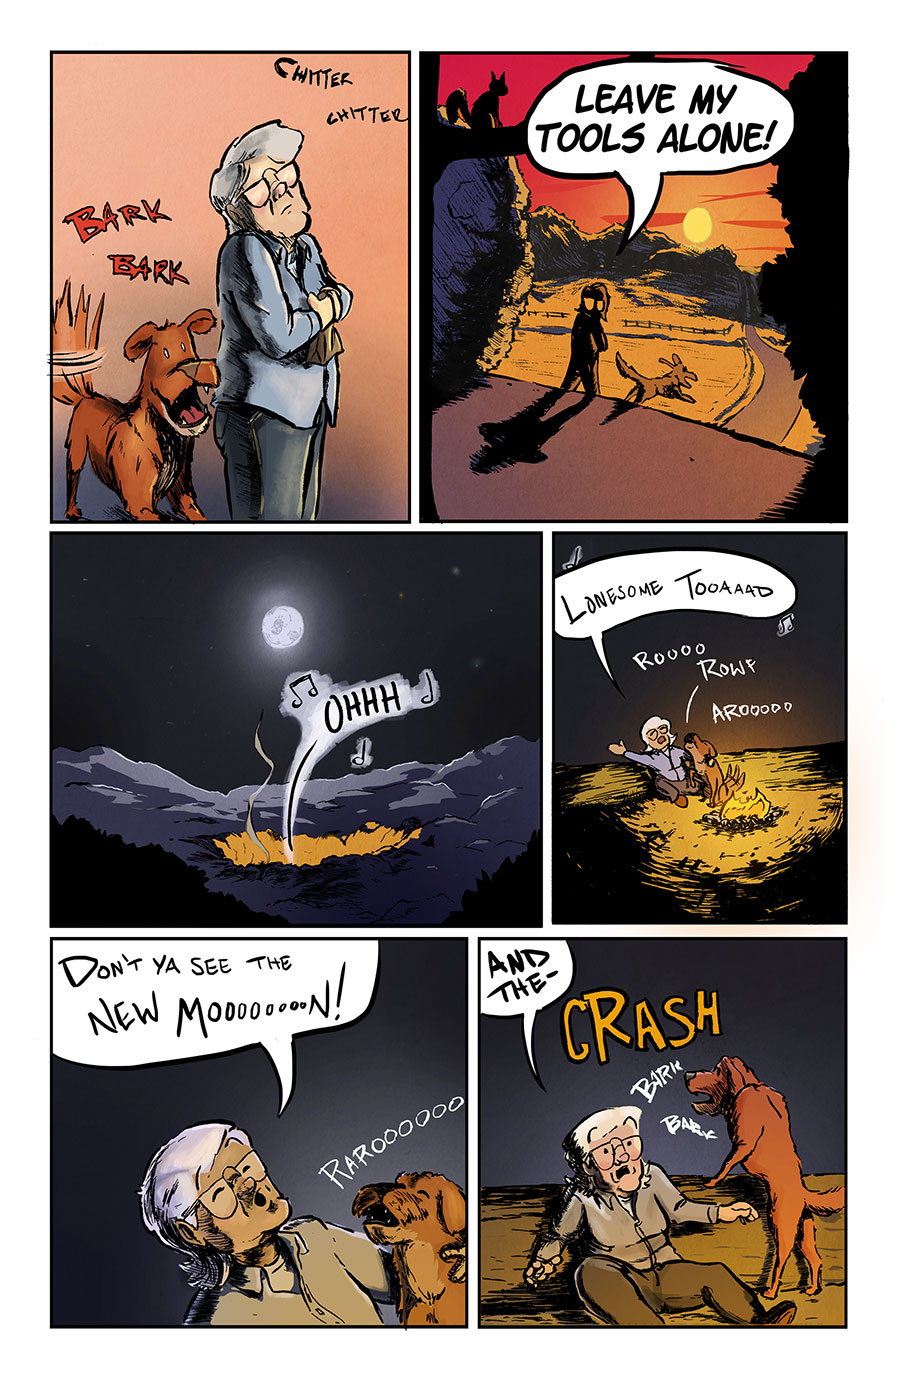 CHITTER
CHITTER
BARK
BARK
LEAVE MY
TOOLS ALONE!
OHHH
LONESOME TOOAAAD
ROOOO
ROWF
AROOOOO
DON'T YA SEE THE
NEW MOOOOOOOON!
RAROOOOOO
AND
THE-
CRASH
BARK
BARK